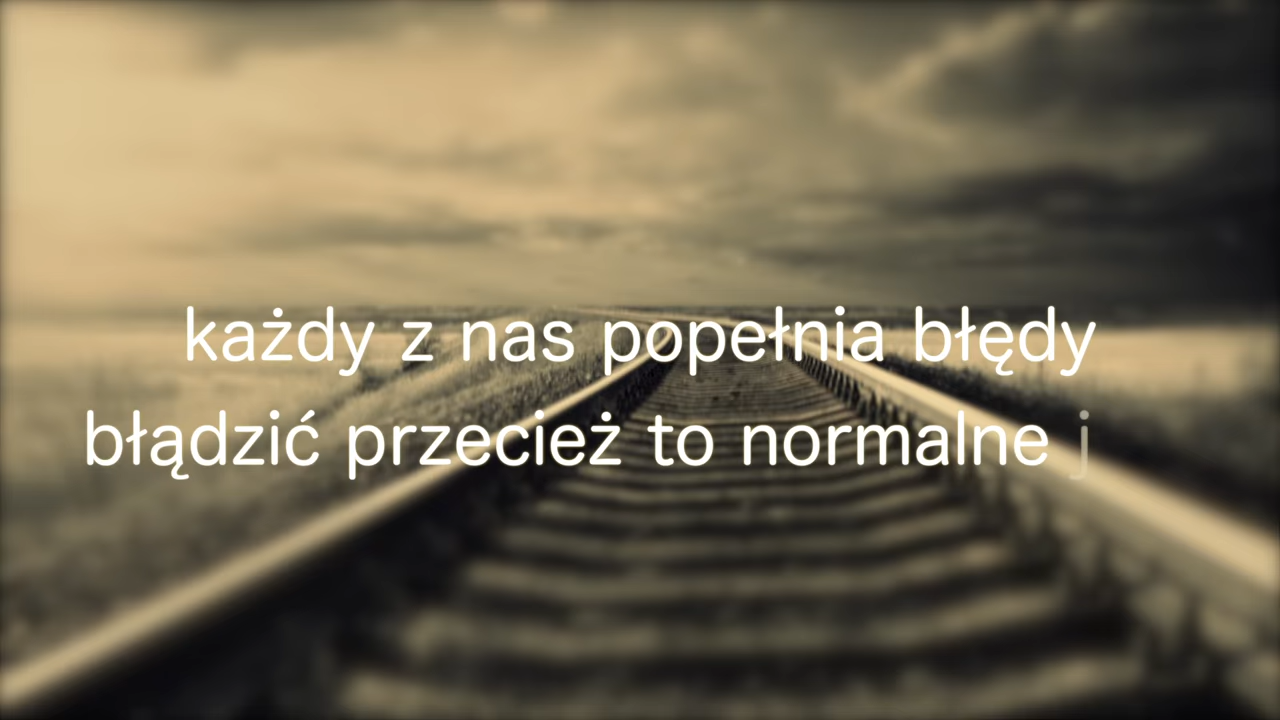 każdy z nas popełnia błędy
błądzić przecież to normalne j